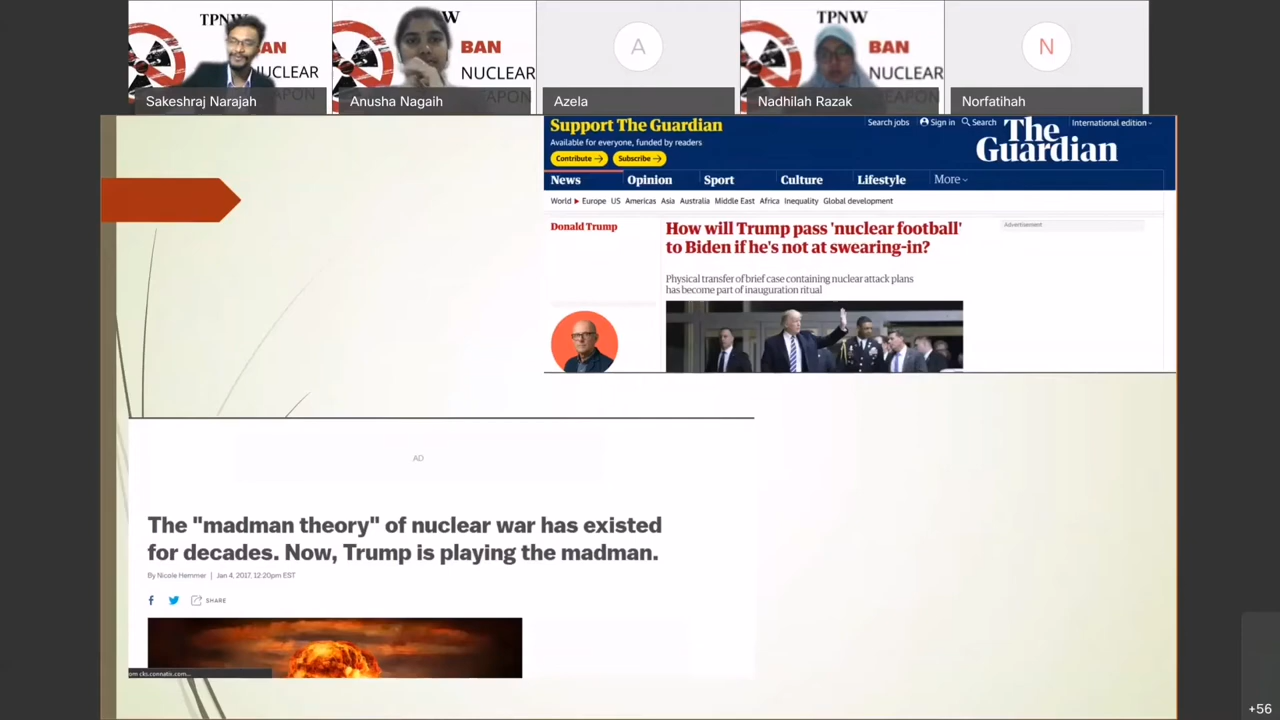 TPNW
BAN
NUCLEAR
Sakeshraj Narajah
W
BAN
NUCLEAR
Anusha Nagaih
A
Azela
TPNW
BAN
NUCLEAR
Nadhilah Razak
N
Norfatihah
Support The Guardian
Available for everyone, funded by readers
Contribute →
Subscribe →
Search jobs
Sign in
Search
International edition
The
Guardian
News
Opinion
Sport
Culture
Lifestyle
More
World ▸ Europe US Americas Asia Australia Middle East Africa Inequality Global development
Donald Trump
How will Trump pass 'nuclear football'
to Biden if he's not at swearing-in?
Advertisement
Physical transfer of brief case containing nuclear attack plans
has become part of inauguration ritual
AD
The "madman theory" of nuclear war has existed
for decades. Now, Trump is playing the madman.
By Nicole Hemmer | Jan 4, 2017, 12:20pm EST
SHARE
om cks.connatix.com...
+56